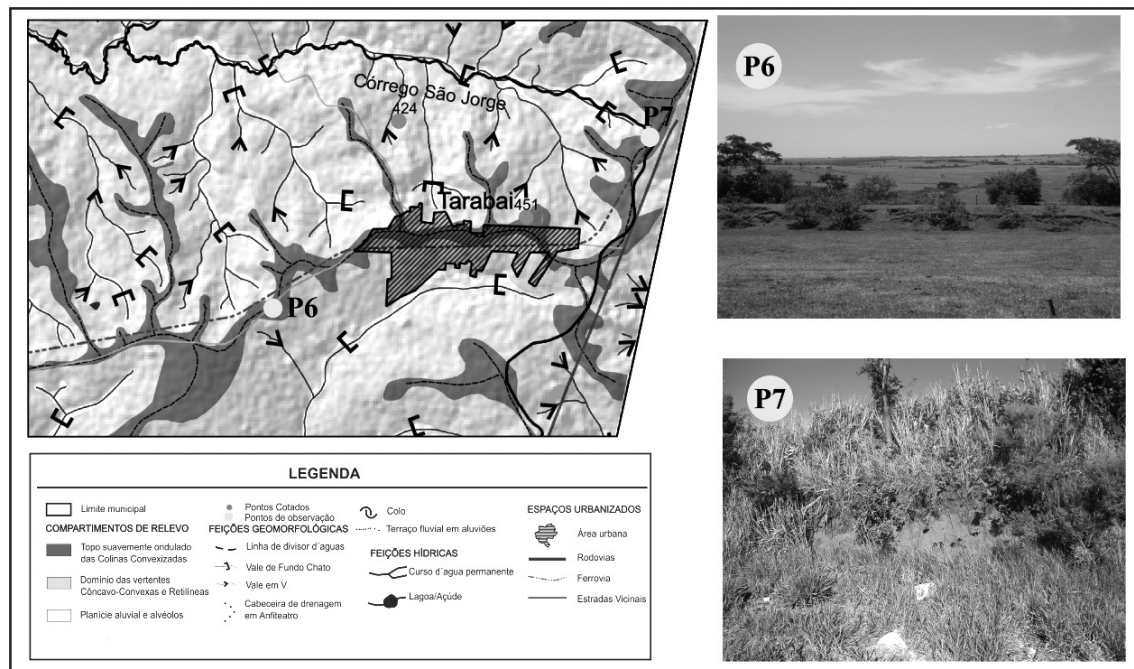 Córrego São Jorge
424
P7
Tarabai 451
P6
P6
P7
LEGENDA
Limite municipal
COMPARTIMENTOS DE RELEVO
Topo suavemente ondulado
das Colinas Convexizadas
Domínio das vertentes
Côncavo-Convexas e Retilíneas
Planície aluvial e alvéolos
Pontos Cotados
Pontos de observação
FEIÇÕES GEOMORFOLÓGICAS
Linha de divisor d´aguas
Vale de Fundo Chato
Vale em V
Cabeceira de drenagem
em Anfiteatro
Colo
Terraço fluvial em aluviões
FEIÇÕES HÍDRICAS
Curso d´agua permanente
Lagoa/Açúde
ESPAÇOS URBANIZADOS
Área urbana
Rodovias
Ferrovia
Estradas Vicinais